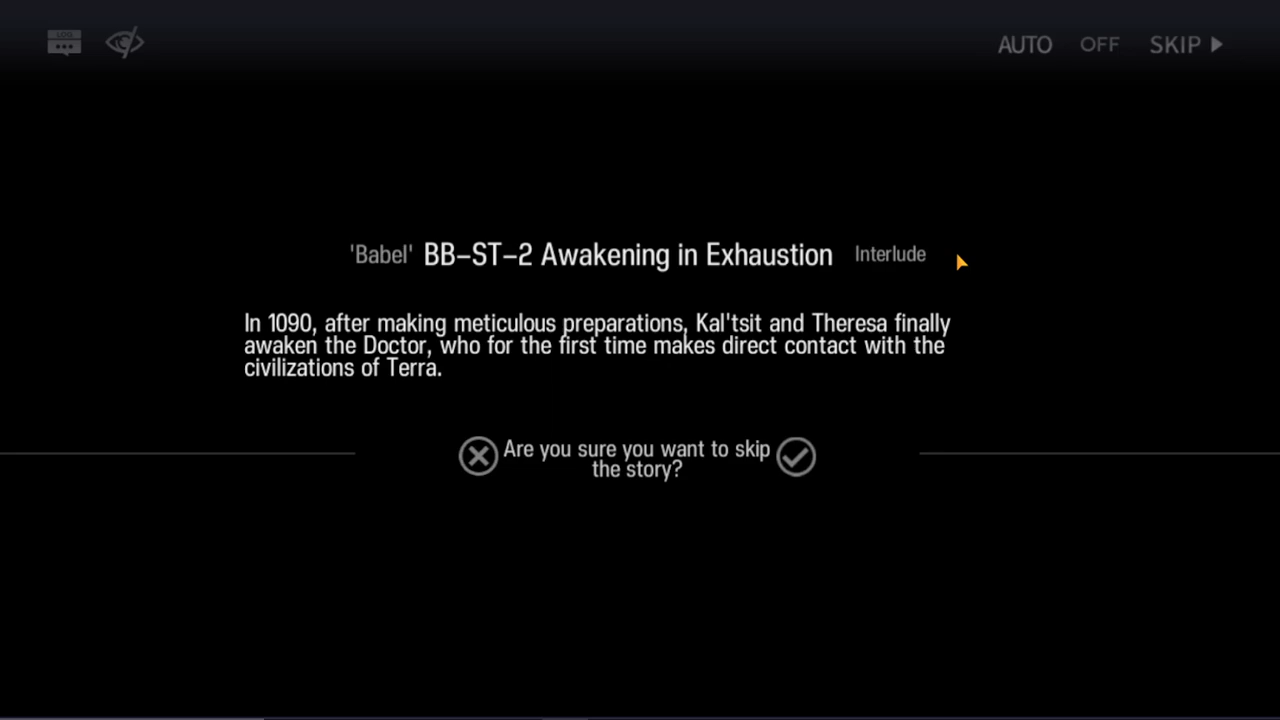 LOG
AUTO OFF SKIP
'Babel' BB-ST-2 Awakening in Exhaustion Interlude
In 1090, after making meticulous preparations, Kal'tsit and Theresa finally
awaken the Doctor, who for the first time makes direct contact with the
civilizations of Terra.
Are you sure you want to skip
the story?